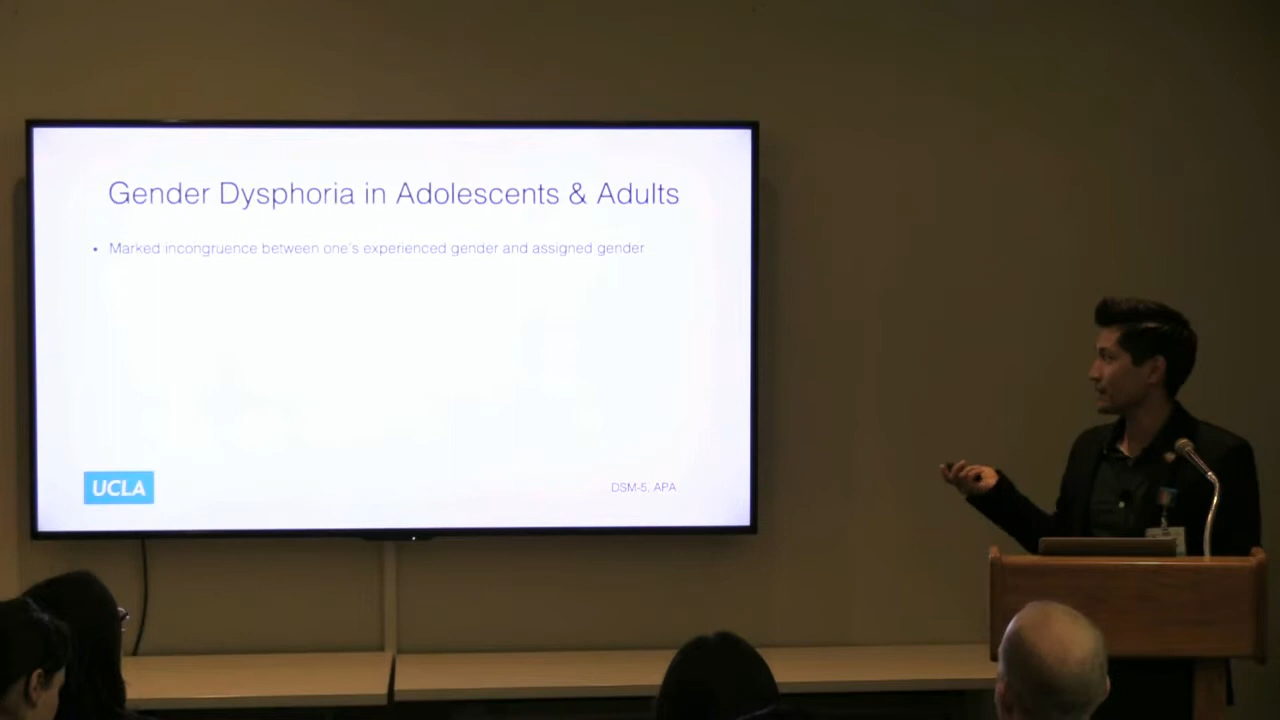 Gender Dysphoria in Adolescents & Adults
• Marked incongruence between one's experienced gender and assigned gender
UCLA
DSM-5, APA